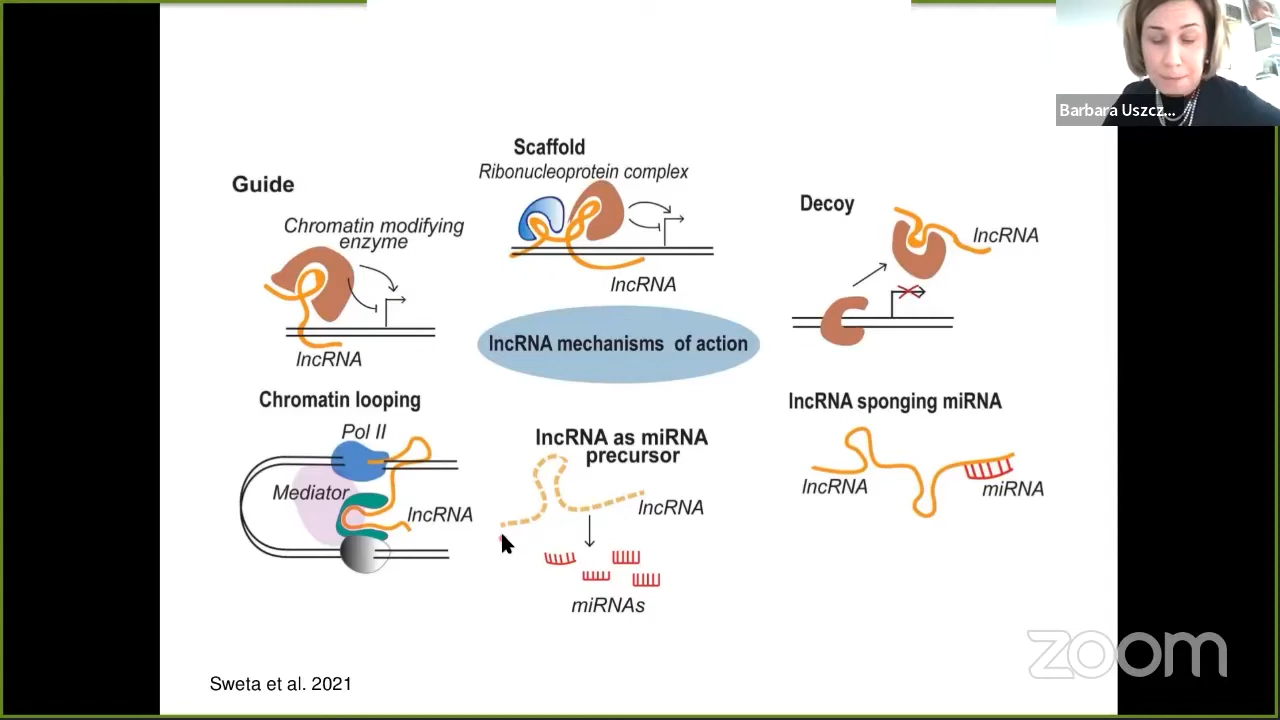 Barbara Uszcz...
Scaffold
Ribonucleoprotein complex
lncRNA
Guide
Chromatin modifying
enzyme
lncRNA
Decoy
lncRNA
lncRNA mechanisms of action
Chromatin looping
Pol II
Mediator
lncRNA
lncRNA as miRNA
precursor
lncRNA
miRNAs
lncRNA sponging miRNA
lncRNA
miRNA
zoom
Sweta et al. 2021